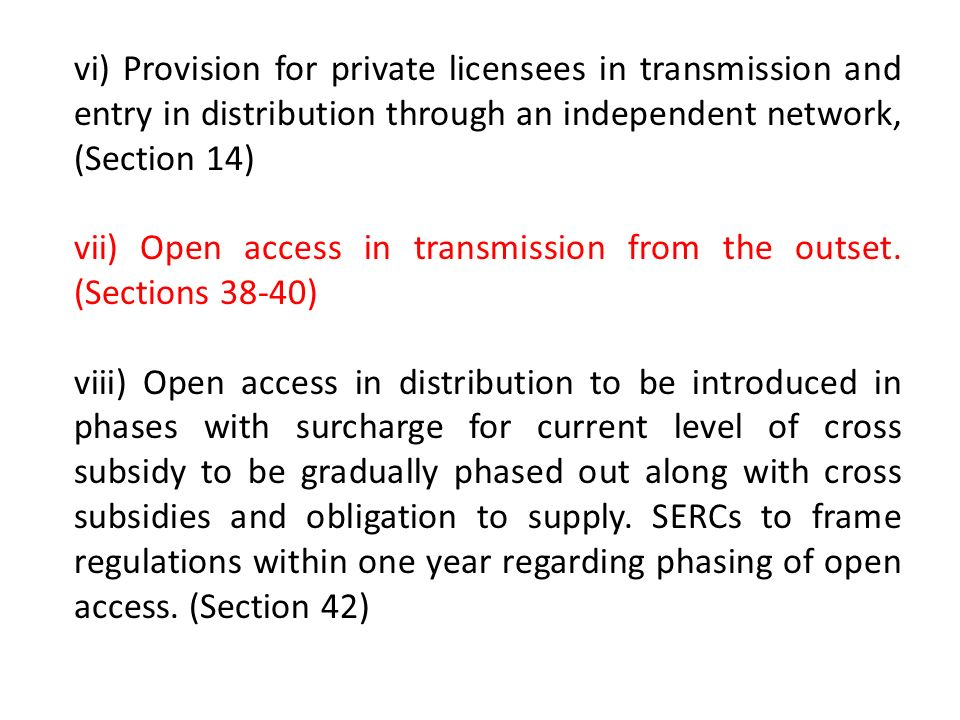 vi) Provision for private licensees in transmission and
entry in distribution through an independent network,
(Section 14)
vii) Open access in transmission from the outset.
(Sections 38-40)
viii) Open access in distribution to be introduced in
phases with surcharge for current level of cross
subsidy to be gradually phased out along with cross
subsidies and obligation to supply. SERCs to frame
regulations within one year regarding phasing of open
access. (Section 42)